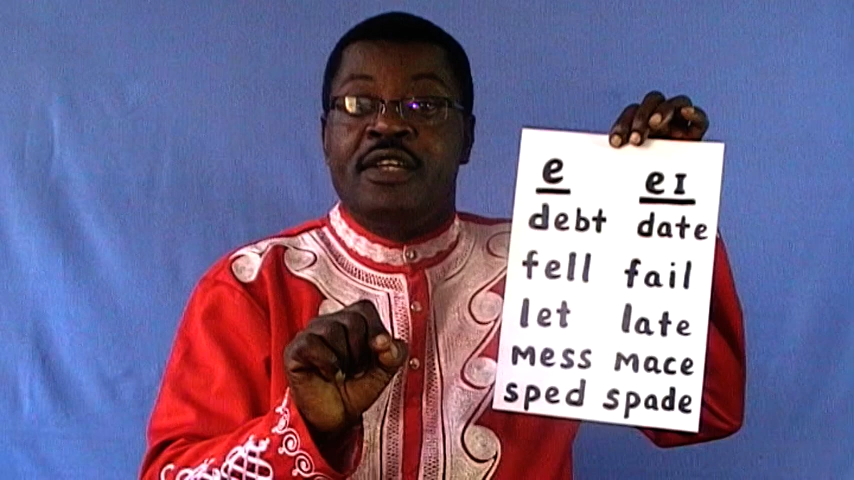 e eɪ
debt date
fell fail
let late
mess mace
sped spade